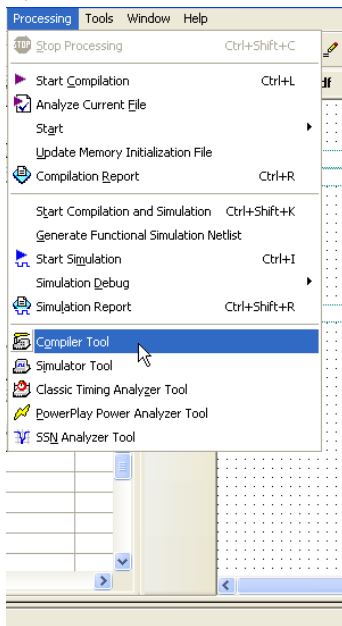 Processing Tools Window Help
STOP Stop Processing Ctrl+Shift+C
Start Compilation Ctrl+L
df
Analyze Current File
Start
Update Memory Initialization File
Compilation Report Ctrl+R
Start Compilation and Simulation Ctrl+Shift+K
Generate Functional Simulation Netlist
Start Simulation Ctrl+I
Simulation Debug
Simulation Report Ctrl+Shift+R
Compiler Tool
Simulator Tool
Classic Timing Analyzer Tool
PowerPlay Power Analyzer Tool
SSN Analyzer Tool